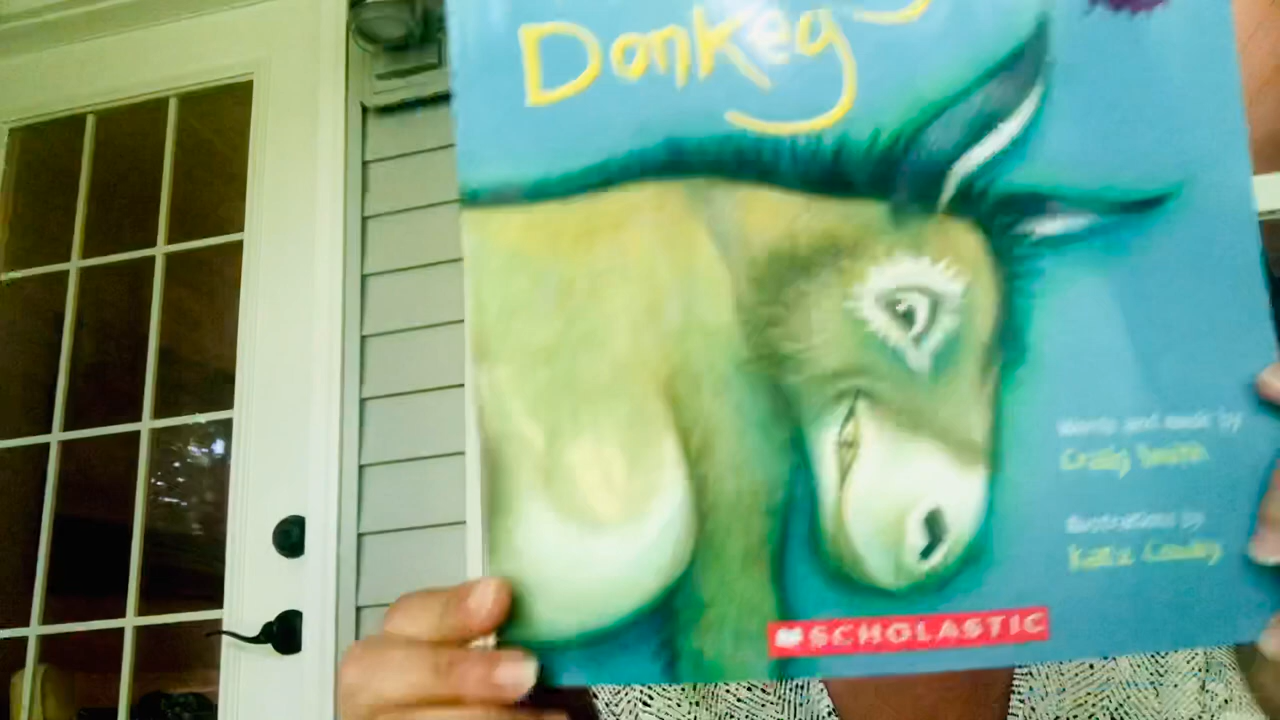 Donkey
Words and music by
Craig Smith
Illustrations by
Katz Cowley
SCHOLASTIC